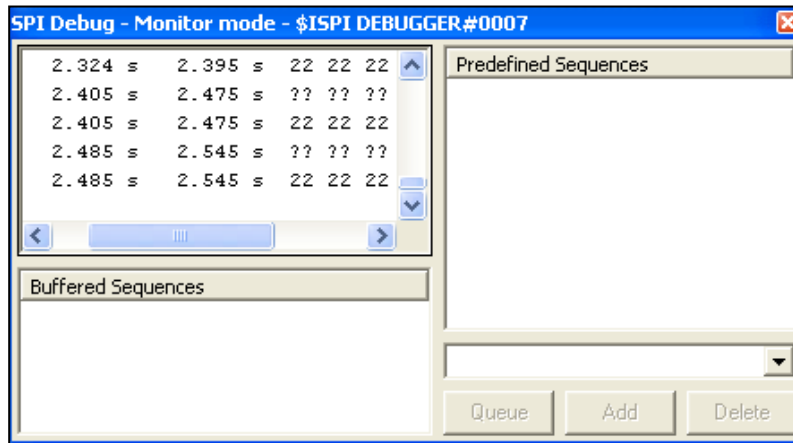 SPI Debug - Monitor mode - $ISPI DEBUGGER#0007
2.324 s 2.395 s 22 22 22
2.405 s 2.475 s ?? ?? ??
2.405 s 2.475 s 22 22 22
2.485 s 2.545 s ?? ?? ??
2.485 s 2.545 s 22 22 22
Buffered Sequences
Predefined Sequences
Queue
Add
Delete